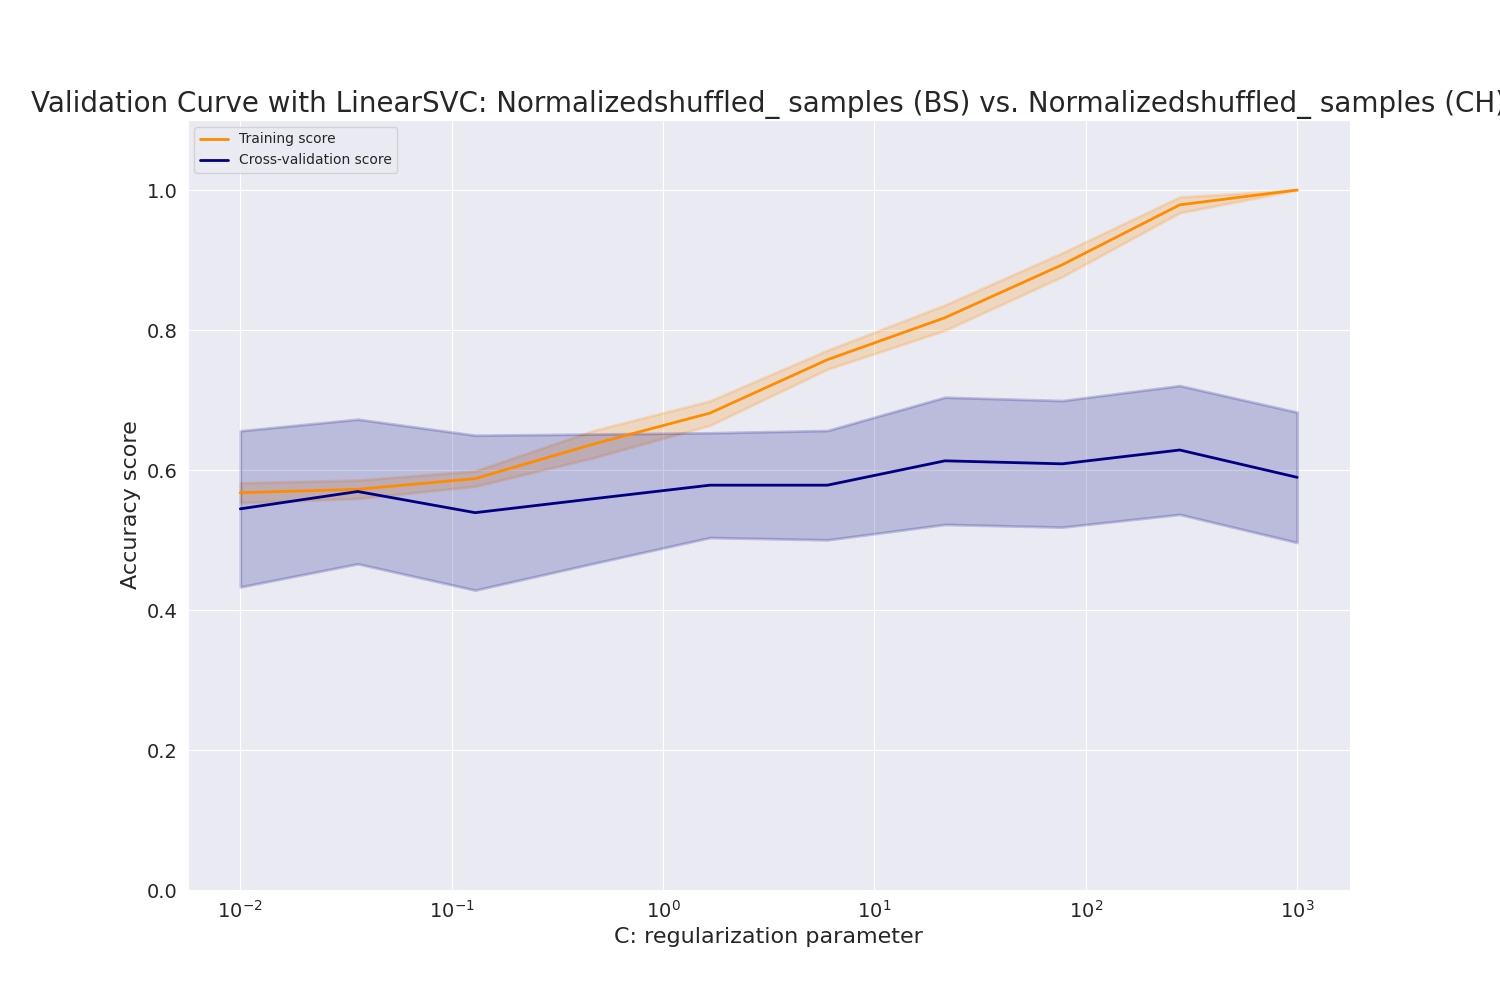 Validation Curve with LinearSVC: Normalizedshuffled_ samples (BS) vs. Normalizedshuffled_ samples (CH)
Training score
Cross-validation score
1.0
0.8
0.6
0.4
0.2
0.0
Accuracy score
10⁻² 10⁻¹ 10⁰ 10¹ 10² 10³
C: regularization parameter